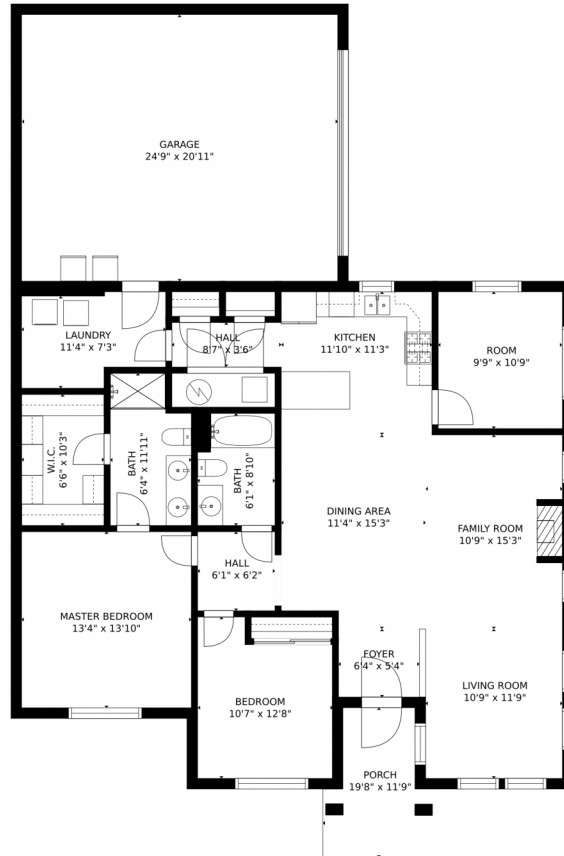 GARAGE
24'9" x 20'11"
LAUNDRY
11'4" x 7'3"
HALL
8'7" x 3'6"
KITCHEN
11'10" x 11'3"
ROOM
9'9" x 10'9"
W.I.C.
6'6" x 10'3"
BATH
6'4" x 11'11"
BATH
6'1" x 8'10"
DINING AREA
11'4" x 15'3"
FAMILY ROOM
10'9" x 15'3"
HALL
6'1" x 6'2"
MASTER BEDROOM
13'4" x 13'10"
FOYER
6'4" x 5'4"
BEDROOM
10'7" x 12'8"
LIVING ROOM
10'9" x 11'9"
PORCH
19'8" x 11'9"